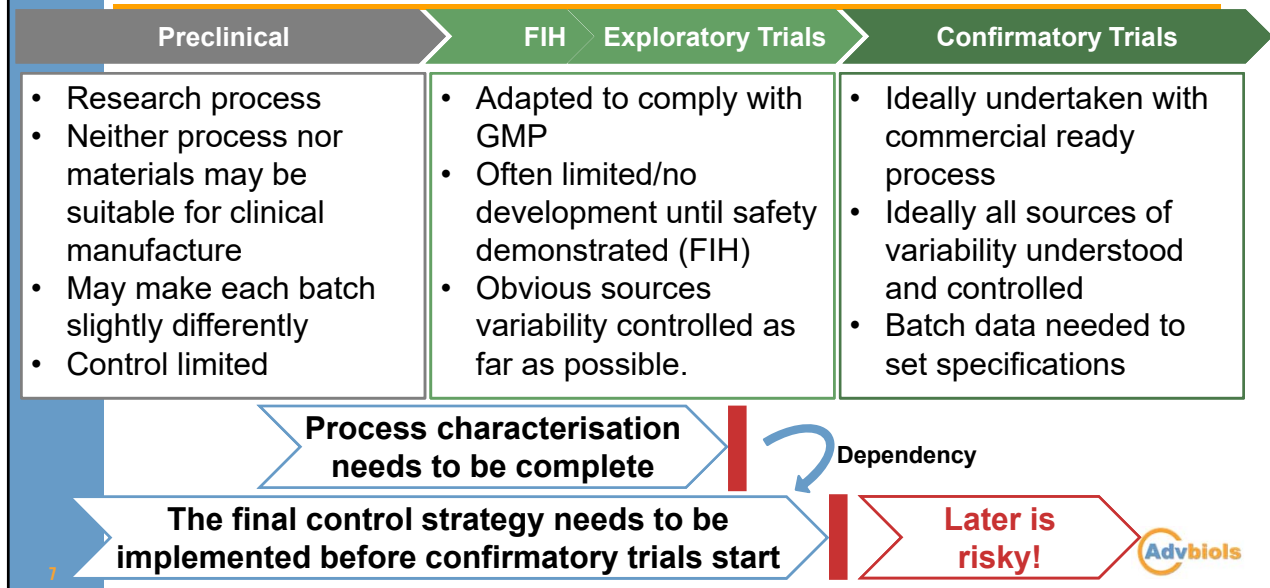 Preclinical
FIH
Exploratory Trials
Confirmatory Trials
• Research process
• Neither process nor
materials may be
suitable for clinical
manufacture
• May make each batch
slightly differently
• Control limited
• Adapted to comply with
GMP
• Often limited/no
development until safety
demonstrated (FIH)
• Obvious sources
variability controlled as
far as possible.
• Ideally undertaken with
commercial ready
process
• Ideally all sources of
variability understood
and controlled
• Batch data needed to
set specifications
Process characterisation
needs to be complete
Dependency
The final control strategy needs to be
implemented before confirmatory trials start
Later is
risky!
Advbiols
7